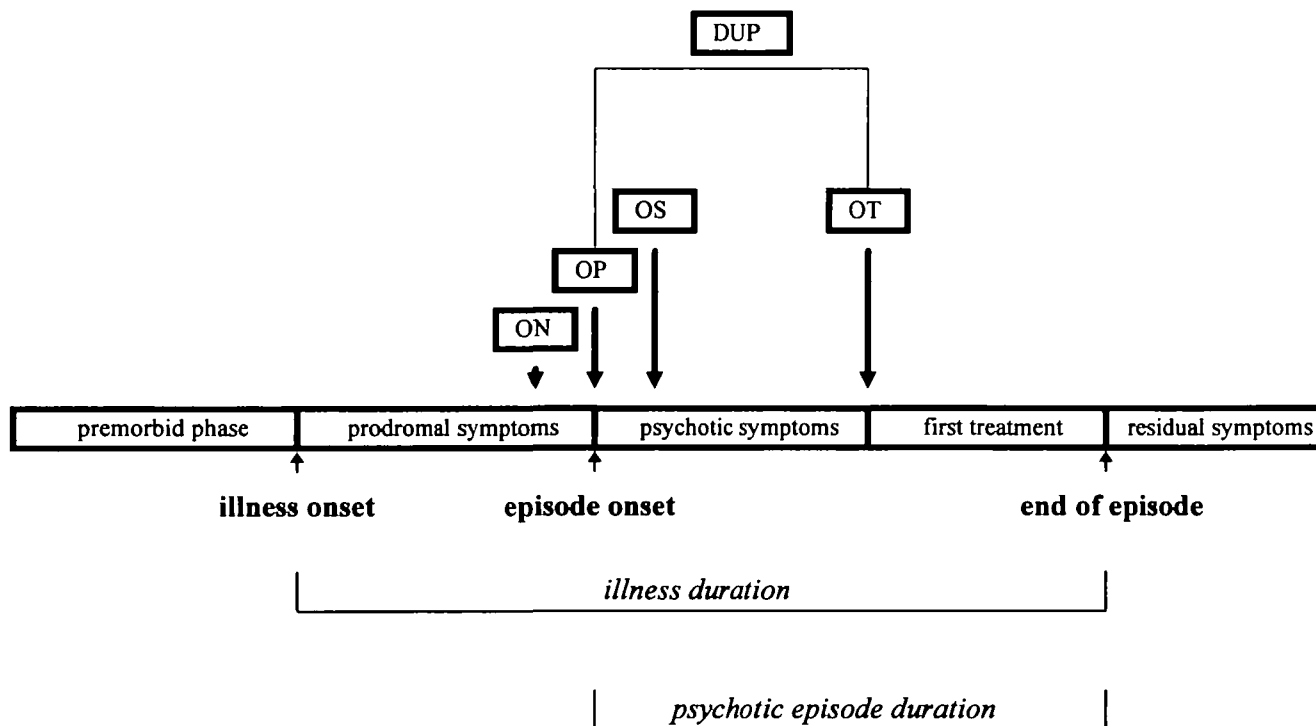 DUP
OS
OT
OP
ON
premorbid phase
prodromal symptoms
psychotic symptoms
first treatment
residual symptoms
illness onset
episode onset
end of episode
illness duration
psychotic episode duration